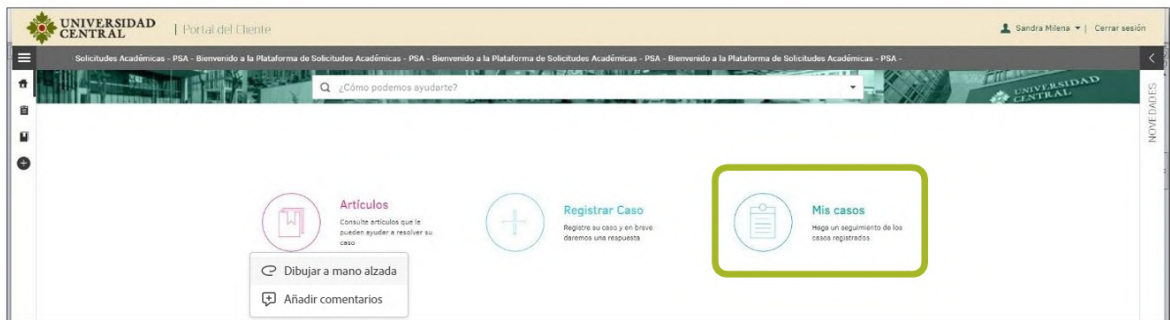 UNIVERSIDAD
CENTRAL
Portal del Cliente
Sandra Milena
Cerrar sesión
Solicitudes Académicas - PSA - Bienvenido a la Plataforma de Solicitudes Académicas - PSA - Bienvenido a la Plataforma de Solicitudes Académicas - PSA - Bienvenido a la Plataforma de Solicitudes Académicas - PSA -
¿Cómo podemos ayudarte?
UNIVERSIDAD
CENTRAL
NOVEDADES
Artículos
Consulte artículos que le
pueden ayudar a resolver su
caso
Registrar Caso
Registre su caso y en breve
daremos una respuesta
Mis casos
Haga un seguimiento de los
casos registrados
Dibujar a mano alzada
Añadir comentarios